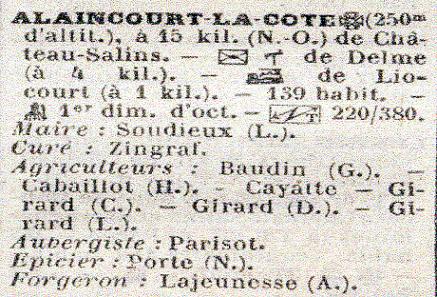 ALAINCOURT-LA-COTE (250m
d'altit.), à 15 kil. (N.-O.) de Châ-
teau-Salins. — de Delme
(à 4 kil.). — de Lio-
court (à 1 kil.). — 139 habit. —
1er dim. d'oct. — 220/380.
Maire : Soudieux (L.).
Curé : Zingraf.
Agriculteurs : Baudin (G.). —
Cabaillot (H.). - Cayatte — Gi-
rard (C.). — Girard (D.). — Gi-
rard (L.).
Aubergiste : Parisot.
Epicier : Porte (N.).
Forgeron : Lajeunesse (A.).